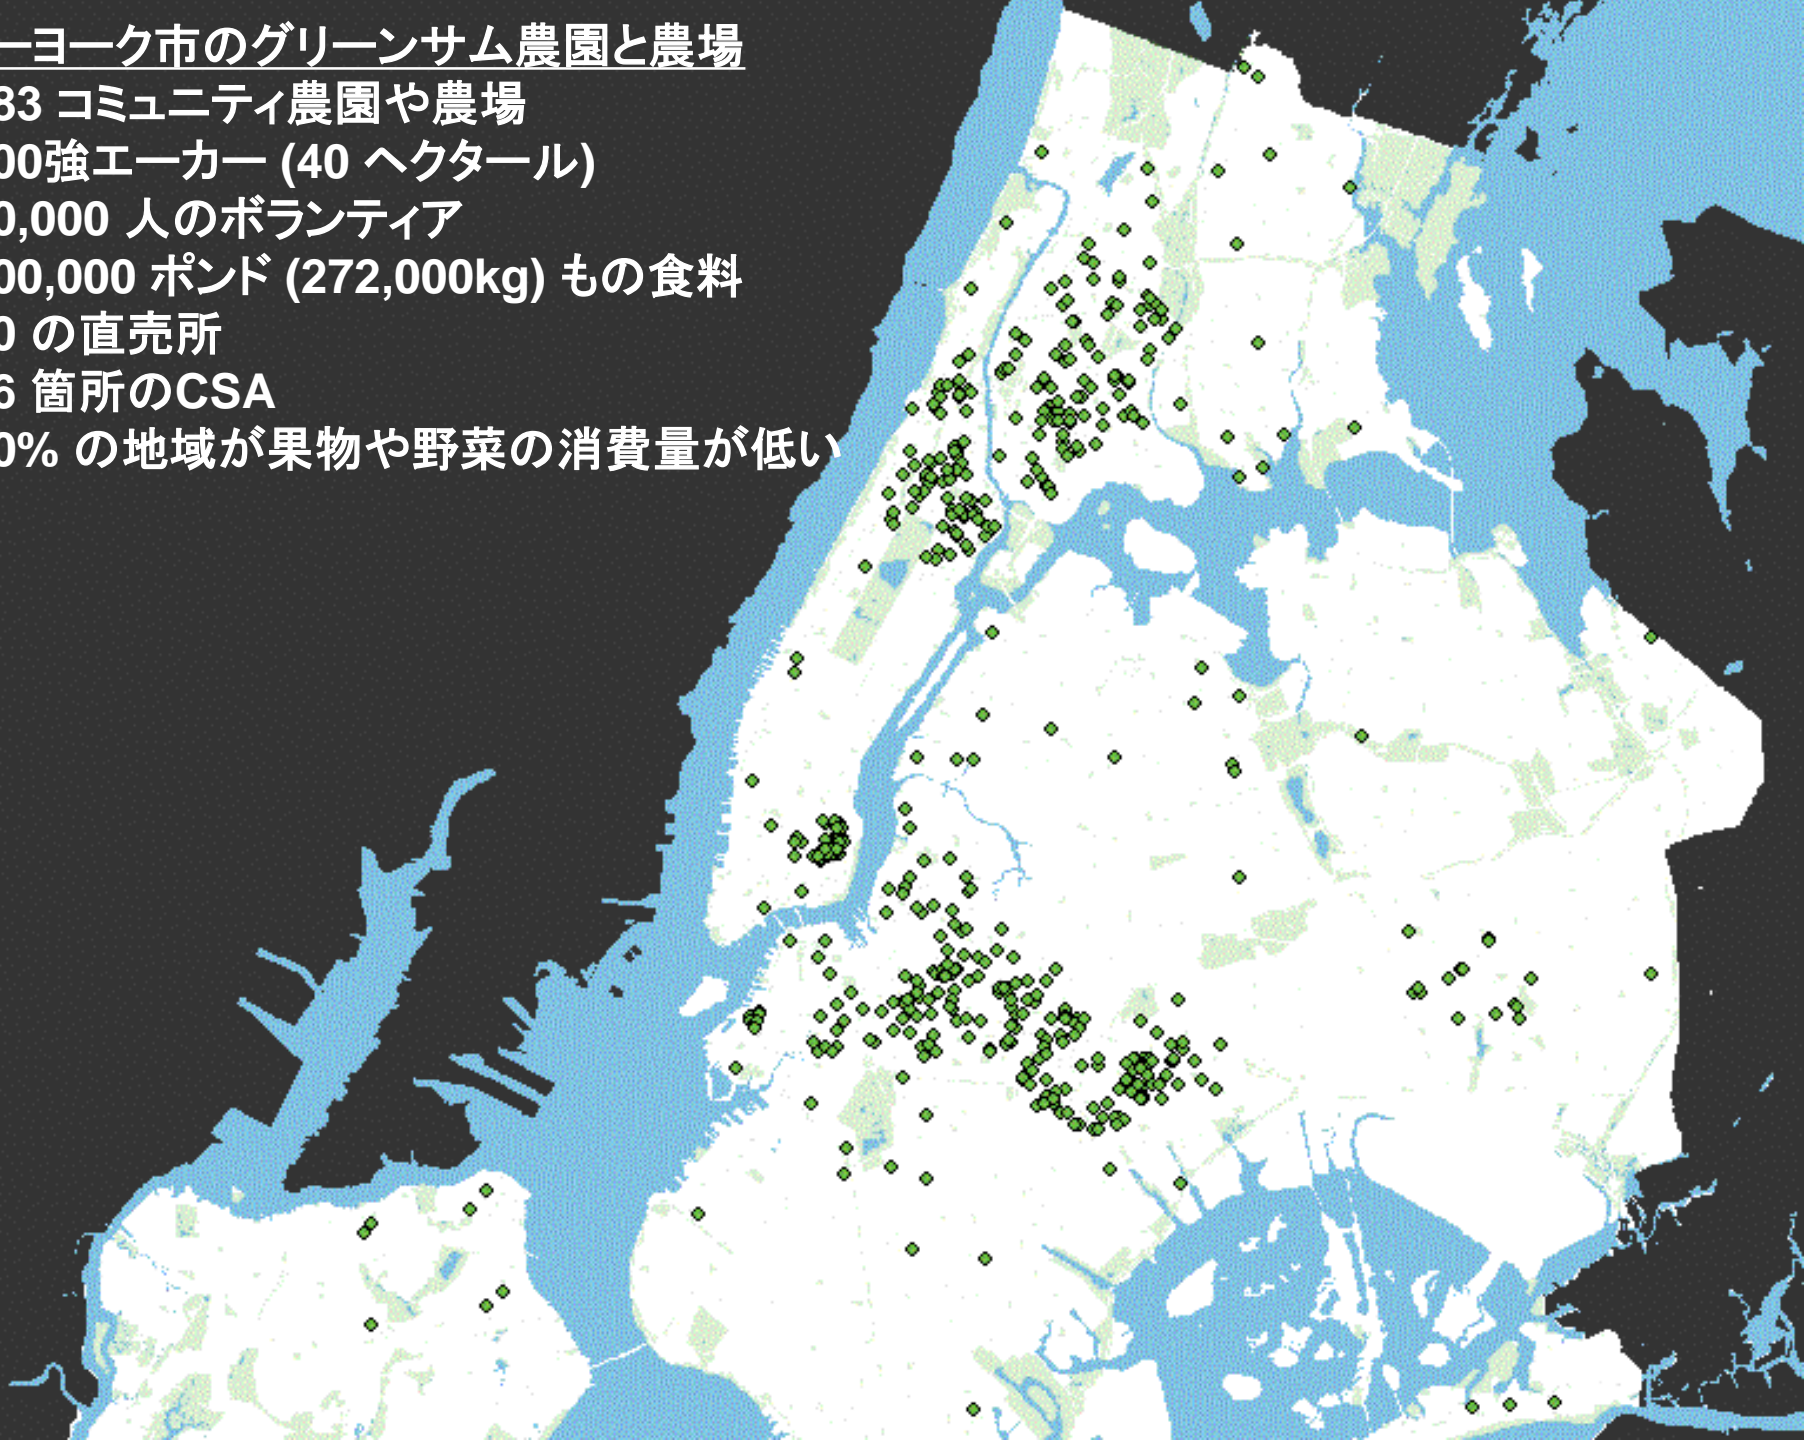 ーヨーク市のグリーンサム農園と農場
83 コミュニティ農園や農場
00強エーカー (40 ヘクタール)
0,000 人のボランティア
00,000 ポンド (272,000kg) もの食料
0 の直売所
6 箇所のCSA
0% の地域が果物や野菜の消費量が低い